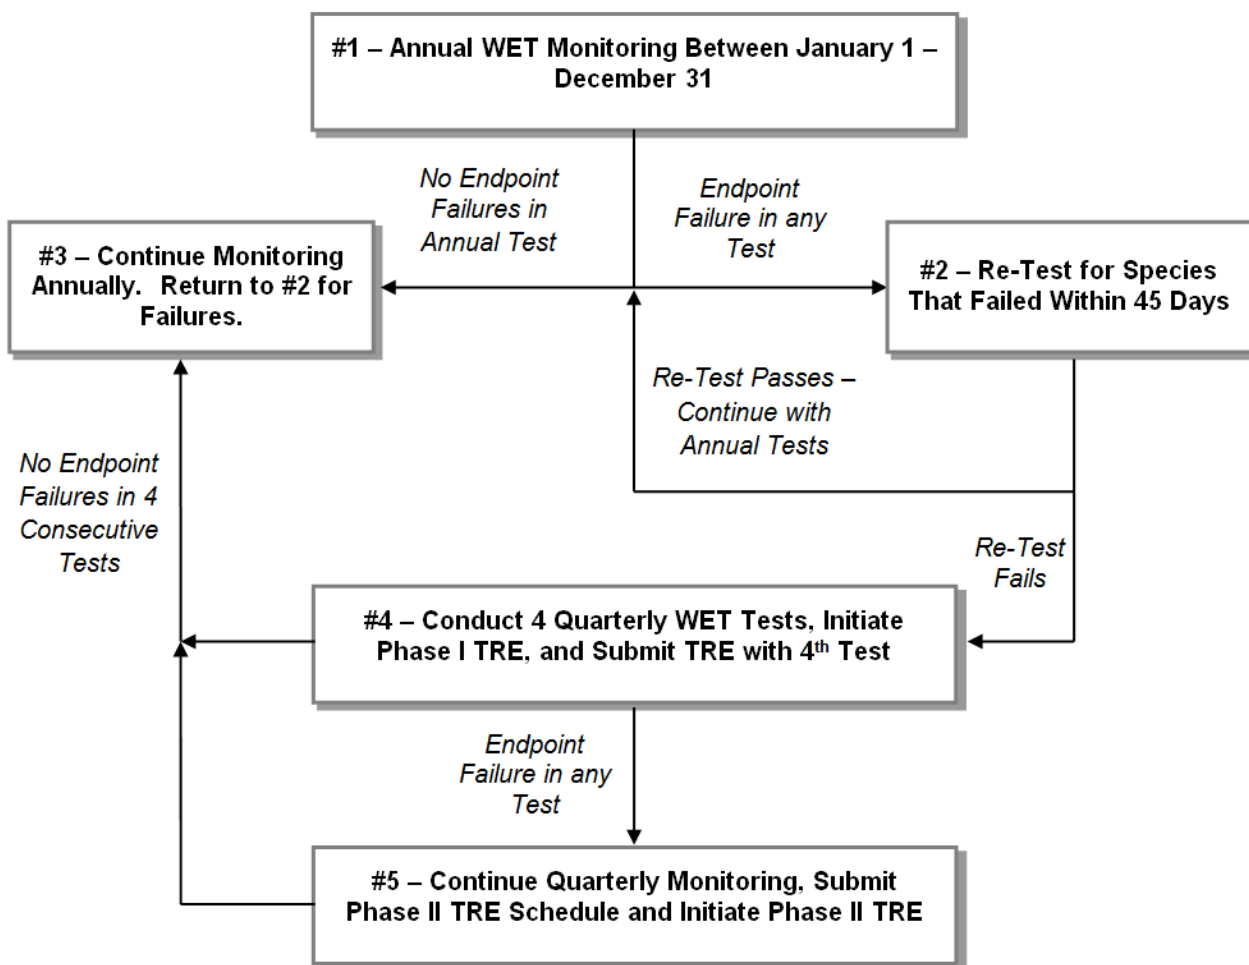 #1 – Annual WET Monitoring Between January 1 –
December 31
No Endpoint
Failures in
Annual Test
Endpoint
Failure in any
Test
#3 – Continue Monitoring
Annually.   Return to #2 for
Failures.
#2 – Re-Test for Species
That Failed Within 45 Days
Re-Test Passes –
Continue with
Annual Tests
No Endpoint
Failures in 4
Consecutive
Tests
Re-Test
Fails
#4 – Conduct 4 Quarterly WET Tests, Initiate
Phase I TRE, and Submit TRE with 4th Test
Endpoint
Failure in any
Test
#5 – Continue Quarterly Monitoring, Submit
Phase II TRE Schedule and Initiate Phase II TRE